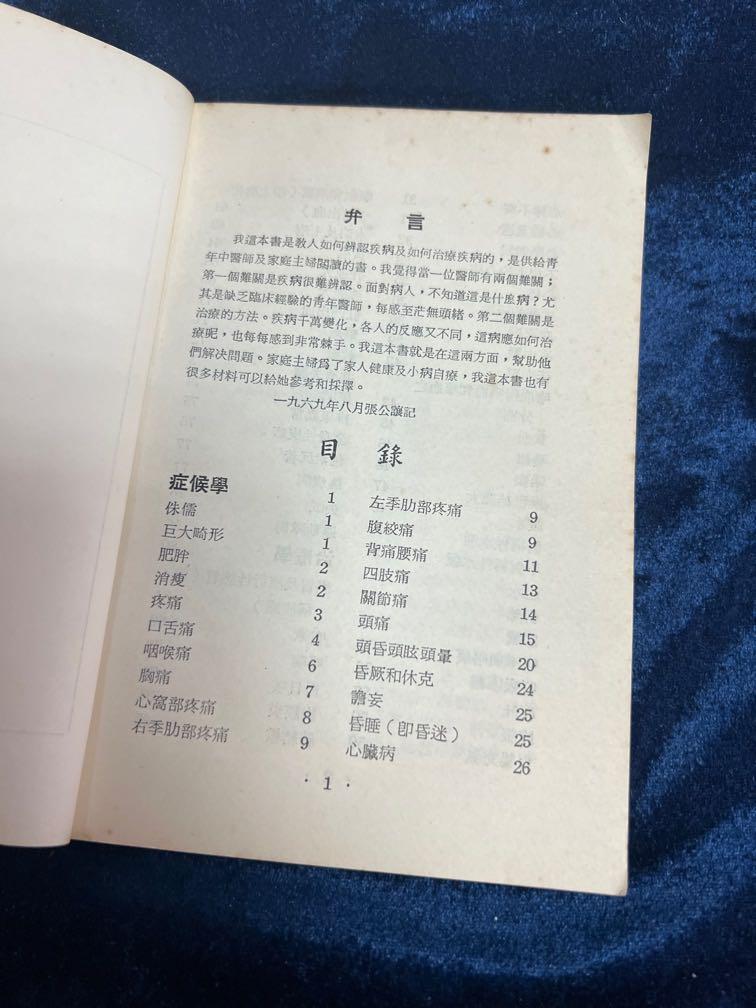 弁言
我這本書是教人如何辨認疾病及如何治療疾病的，是供給青
年中醫師及家庭主婦閱讀的書。我覺得當一位醫師有兩個難關；
第一個難關是疾病很難辨認。面對病人，不知道這是什麽病？尤
其是缺乏臨床經驗的青年醫師，每感至茫無頭緒。第二個難關是
治療的方法。疾病千萬變化，各人的反應又不同，這病應如何治
療呢，也每每感到非常棘手。我這本書就是在這兩方面，幫助他
們解决問題。家庭主婦爲了家人健康及小病自療，我這本書也有
很多材料可以給她參考和採擇。
一九六九年八月張公讓記
目錄
症候學 1
侏儒 1
巨大畸形 1
肥胖 2
消瘦 2
疼痛 3
口舌痛 4
咽喉痛 6
胸痛 7
心窩部疼痛 8
右季肋部疼痛 9
左季肋部疼痛 9
腹絞痛 9
背痛腰痛 11
四肢痛 13
關節痛 14
頭痛 15
頭昏頭眩頭暈 20
昏厥和休克 24
譫妄 25
昏睡（卽昏迷） 25
心臟病 26
· 1 ·